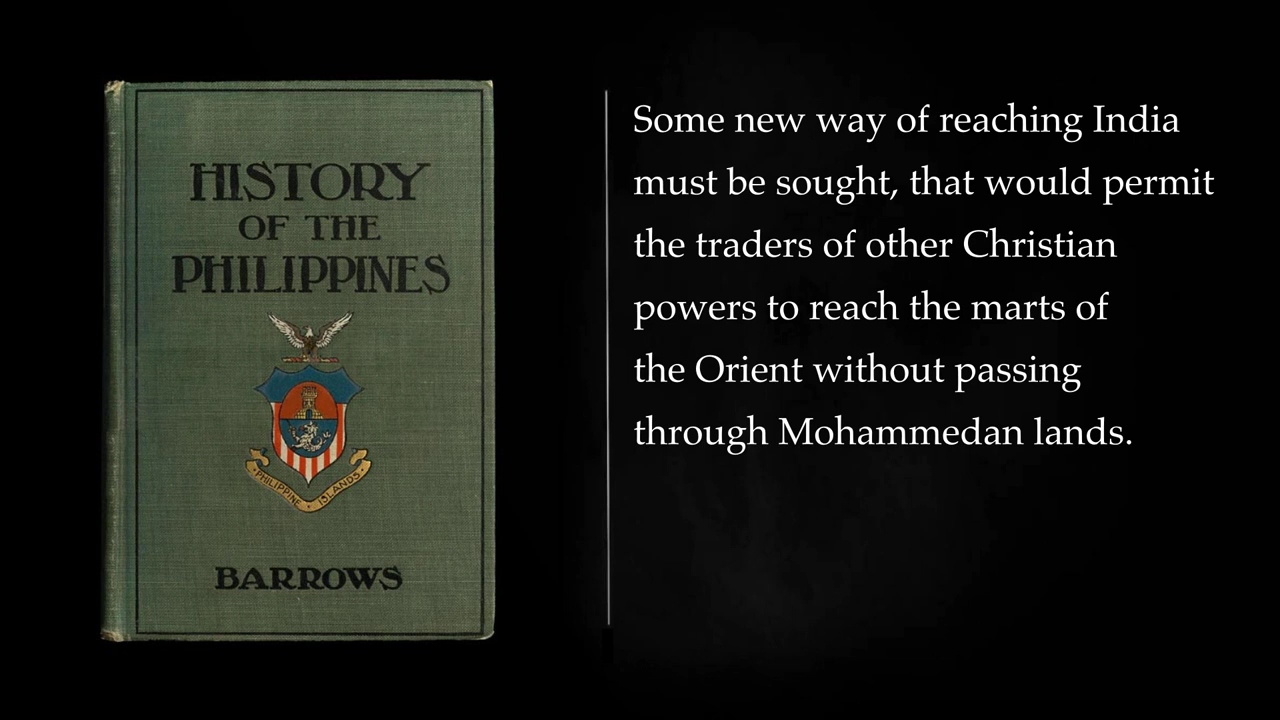 HISTORY
OF THE
PHILIPPINES
PHILIPPINE ISLANDS
BARROWS
Some new way of reaching India
must be sought, that would permit
the traders of other Christian
powers to reach the marts of
the Orient without passing
through Mohammedan lands.